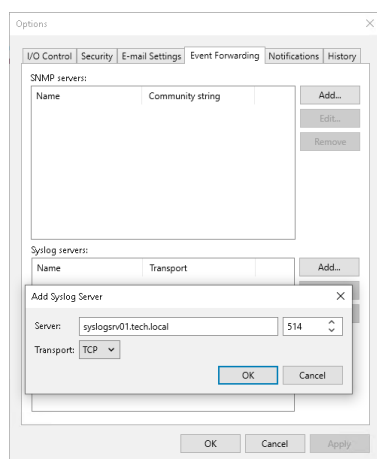 Options
I/O Control Security E-mail Settings Event Forwarding Notifications History
SNMP servers:
Name Community string Add...
Edit...
Remove
Syslog servers:
Name Transport Add...
Add Syslog Server
Server: syslogsrv01.tech.local 514
Transport: TCP
OK Cancel
OK Cancel Apply